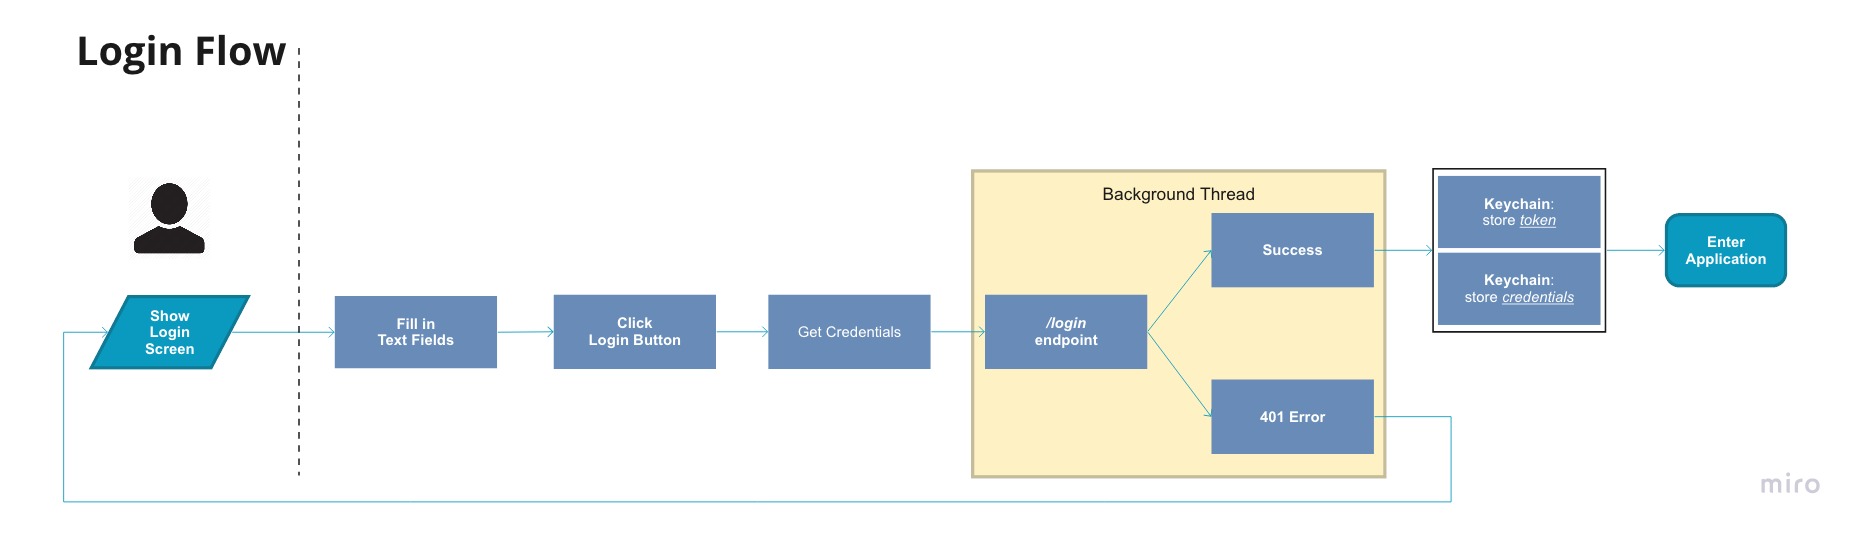 Login Flow
Show
Login
Screen
Fill in
Text Fields
Click
Login Button
Get Credentials
Background Thread
/login
endpoint
Success
401 Error
Keychain:
store token
Keychain:
store credentials
Enter
Application
miro